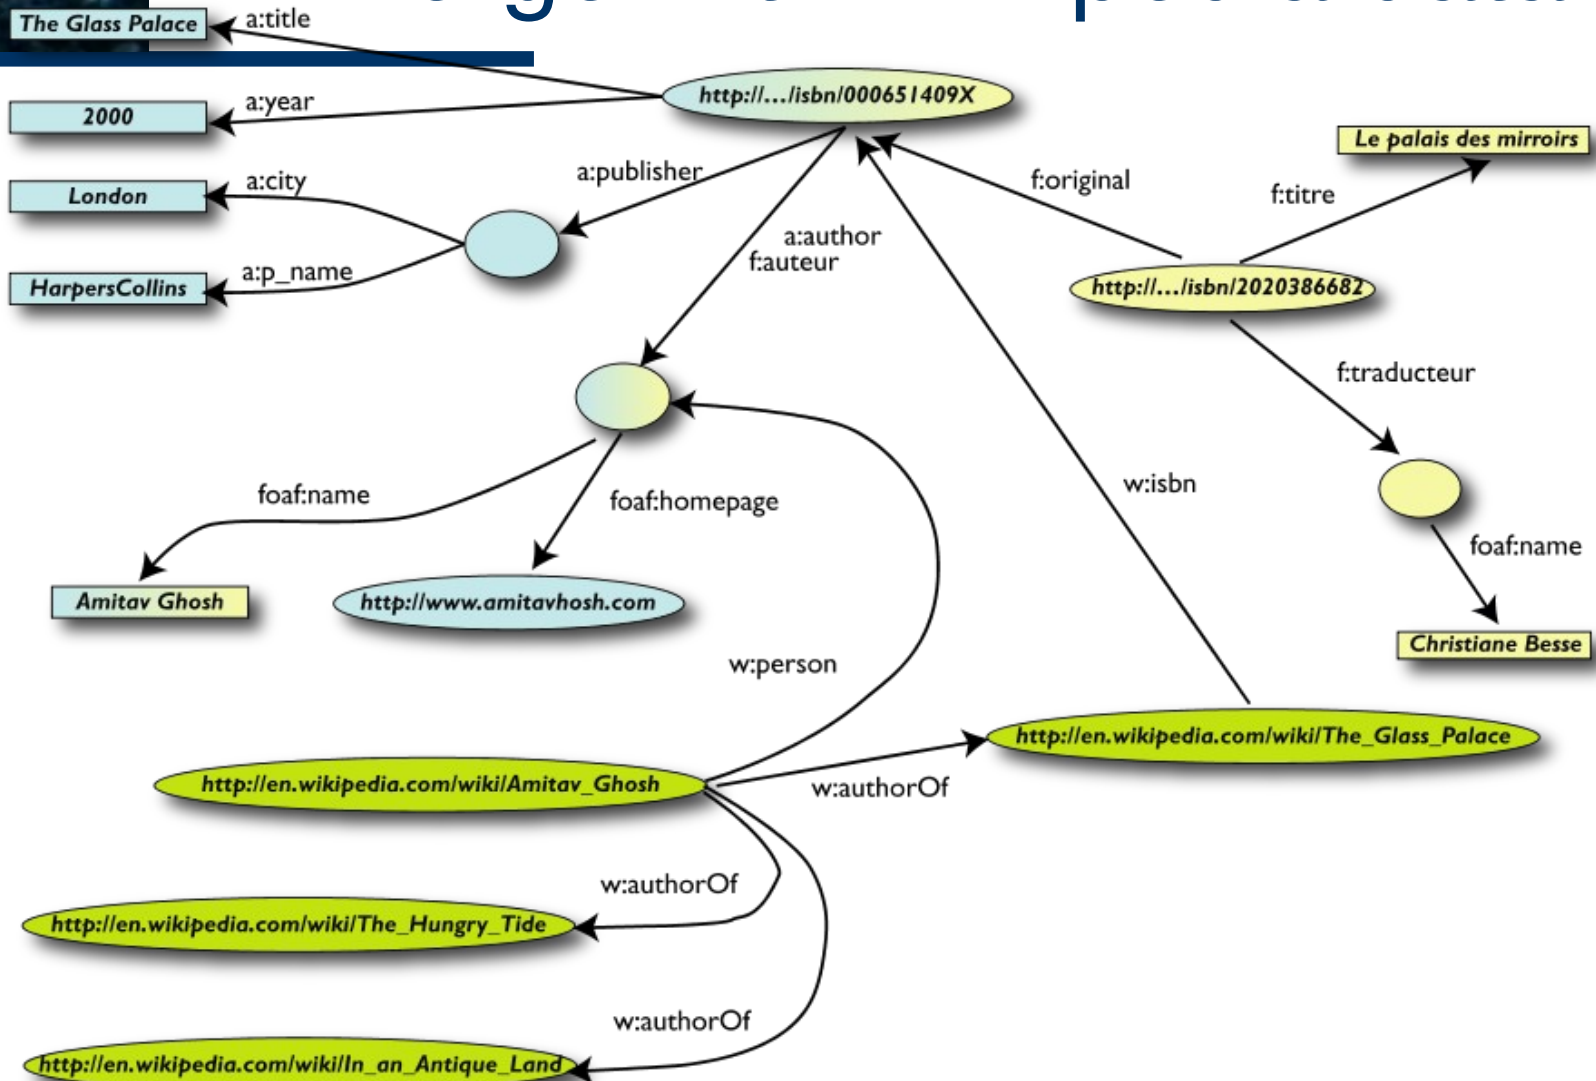 The Glass Palace
a:title
http://…/isbn/000651409X
2000
a:year
Le palais des mirroirs
a:publisher
f:original
f:titre
London
a:city
a:author
f:auteur
a:p_name
HarpersCollins
http://…/isbn/2020386682
f:traducteur
w:isbn
foaf:name
foaf:homepage
foaf:name
Amitav Ghosh
http://www.amitavhosh.com
Christiane Besse
w:person
http://en.wikipedia.com/wiki/The_Glass_Palace
http://en.wikipedia.com/wiki/Amitav_Ghosh
w:authorOf
w:authorOf
http://en.wikipedia.com/wiki/The_Hungry_Tide
w:authorOf
http://en.wikipedia.com/wiki/In_an_Antique_Land